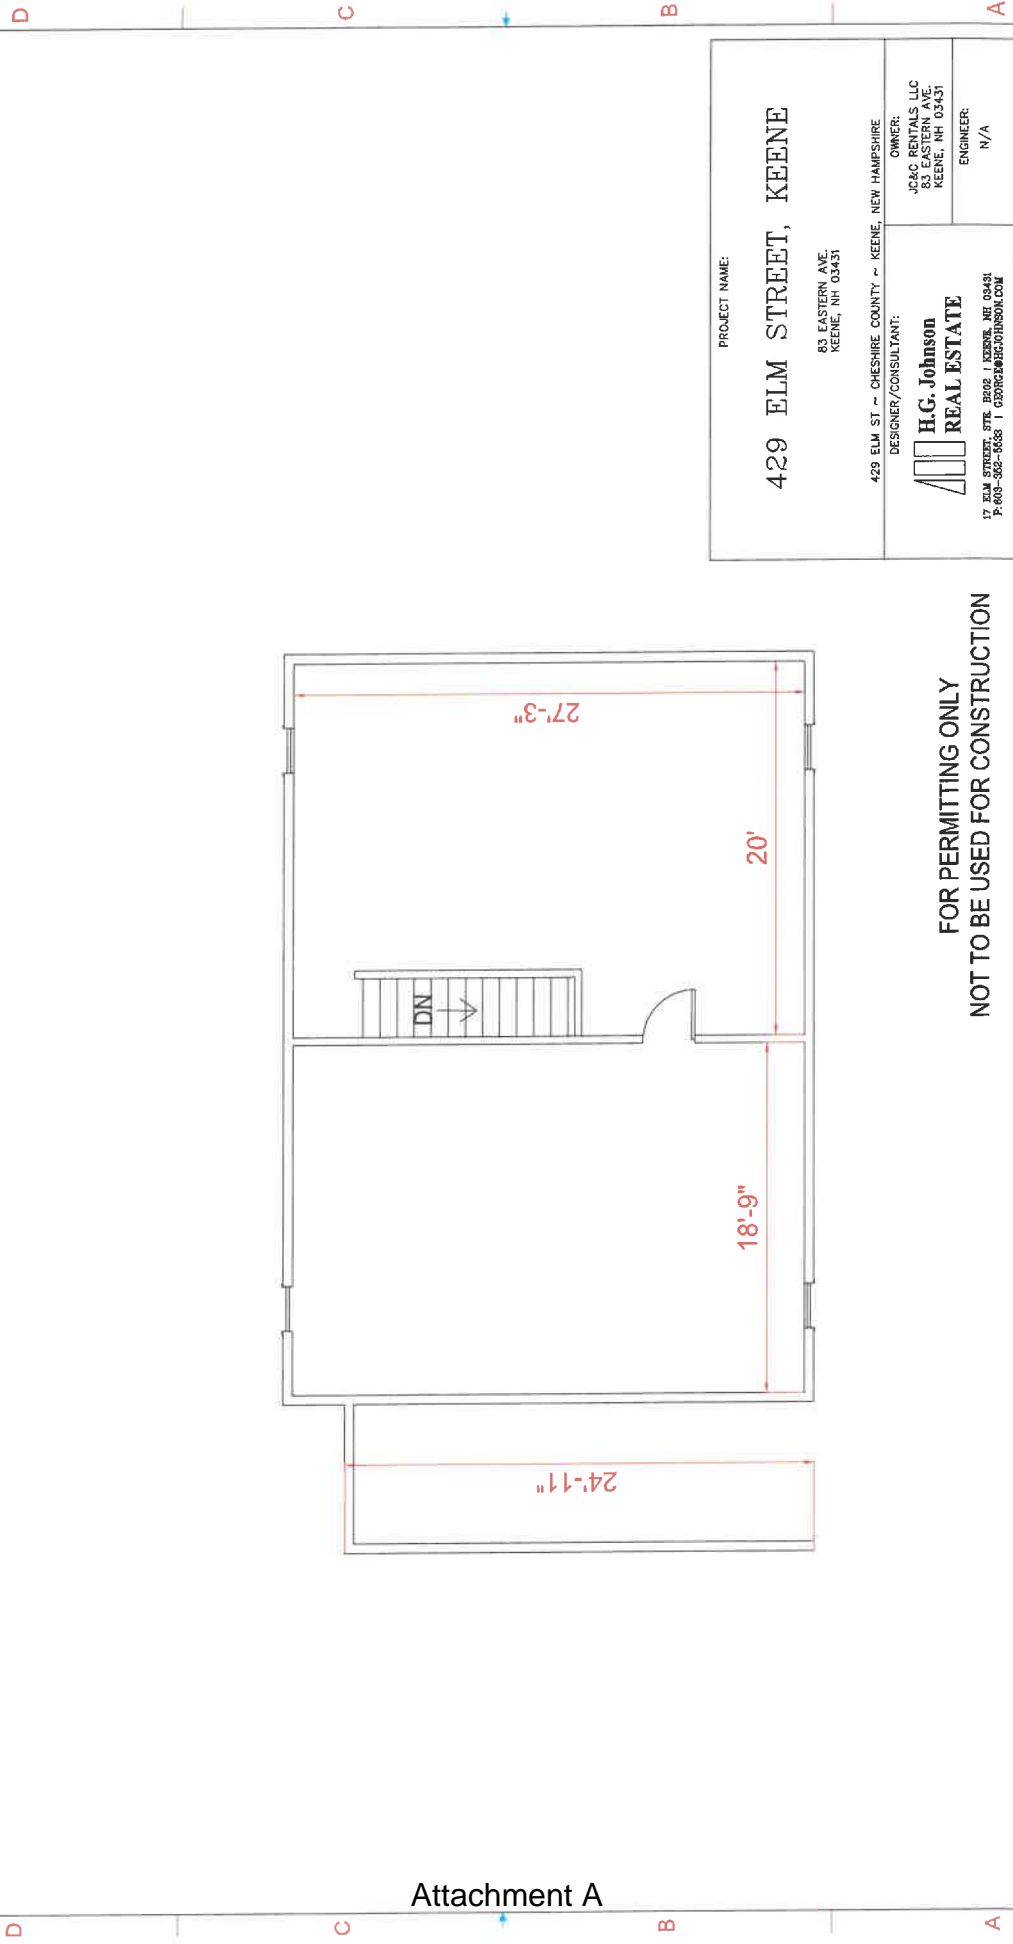 D
C
B
A
PROJECT NAME:
429 ELM STREET, KEENE
83 EASTERN AVE.
KEENE, NH 03431
429 ELM ST ~ CHESHIRE COUNTY ~ KEENE, NEW HAMPSHIRE
DESIGNER/CONSULTANT:
H.G. Johnson
REAL ESTATE
17 ELM STREET, STE. B202 | KEENE, NH 03431
OWNER:
JC&C RENTALS LLC
83 EASTERN AVE.
KEENE, NH 03431
ENGINEER:
N/A
27'-3"
20'
DN
18'-9"
24'-11"
FOR PERMITTING ONLY
NOT TO BE USED FOR CONSTRUCTION
Attachment A
D
C
B
A